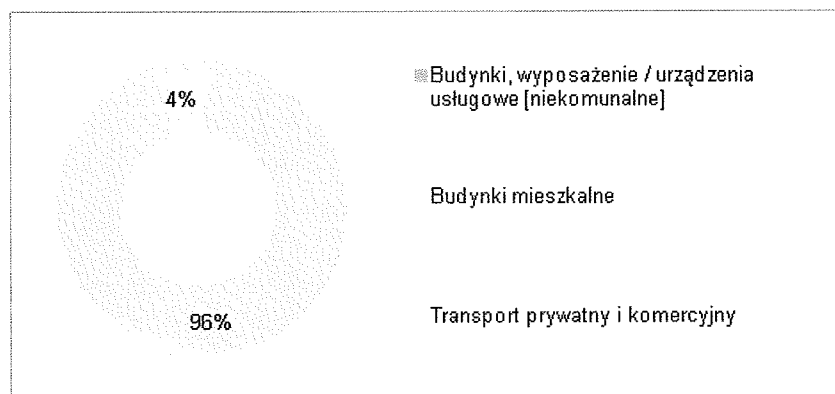 4%
96%
Budynki, wyposażenie / urządzenia
usługowe [niekomunalne]
Budynki mieszkalne
Transport prywatny i komercyjny